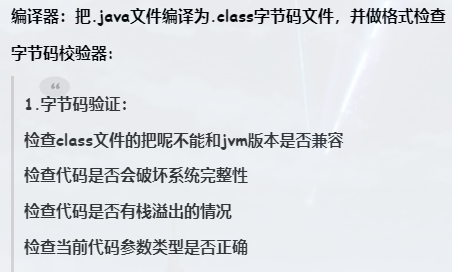 编译器：把.java文件编译为.class字节码文件，并做格式检查
字节码校验器：
“
1.字节码验证：
检查class文件的把呢不能和jvm版本是否兼容
检查代码是否会破坏系统完整性
检查代码是否有栈溢出的情况
检查当前代码参数类型是否正确